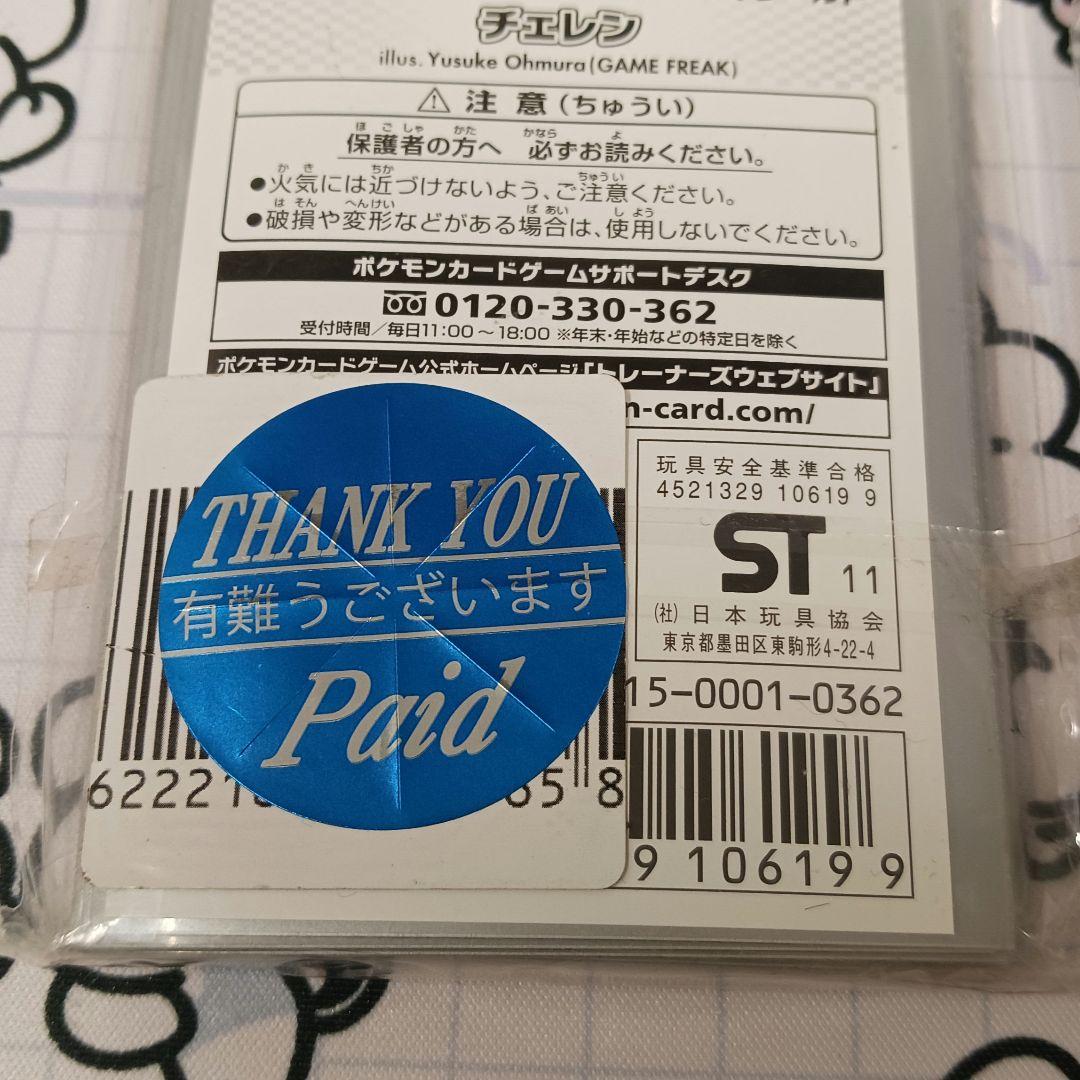 チェレン
illus. Yusuke Ohmura (GAME FREAK)
⚠ 注意（ちゅうい）
保護者の方へ 必ずお読みください。
●火気には近づけないよう、ご注意ください。
●破損や変形などがある場合は、使用しないでください。
ポケモンカードゲームサポートデスク
0120-330-362
受付時間／毎日11:00～18:00 ※年末・年始などの特定日を除く
ポケモンカードゲーム公式ホームページ「トレーナーズウェブサイト」
n-card.com/
玩具安全基準合格
4521329 10619 9
ST 11
(社)日本玩具協会
東京都墨田区東駒形4-22-4
15-0001-0362
9 10619 9
THANK YOU
有難うございます
Paid
6222 58